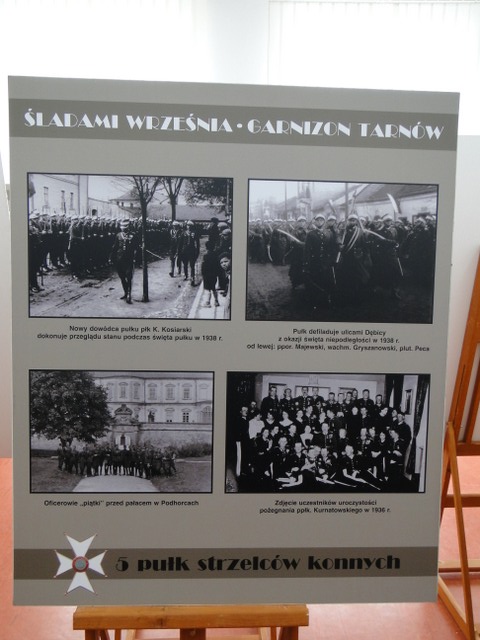 ŚLADAMI WRZEŚNIA • GARNIZON TARNÓW
Nowy dowódca pułku płk K. Kosiarski
dokonuje przeglądu stanu podczas święta pułku w 1938 r.
Pułk defiladuje ulicami Dębicy
z okazji święta niepodległości w 1938 r.
od lewej: ppor. Majewski, wachm. Gryszanowski, plut. Pece
Oficerowie „piątki" przed pałacem w Podhorcach
Zdjęcie uczestników uroczystości
pożegnania ppłk. Kurnatowskiego w 1936 r.
5 pułk strzelców konnych